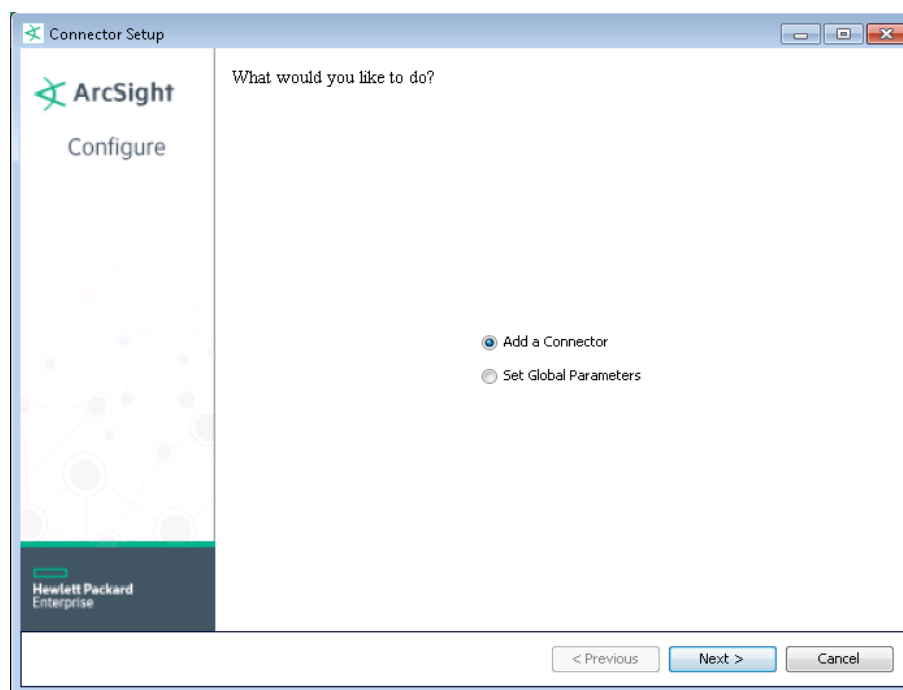 Connector Setup
ArcSight
Configure
What would you like to do?
Add a Connector
Set Global Parameters
Hewlett Packard
Enterprise
< Previous
Next >
Cancel